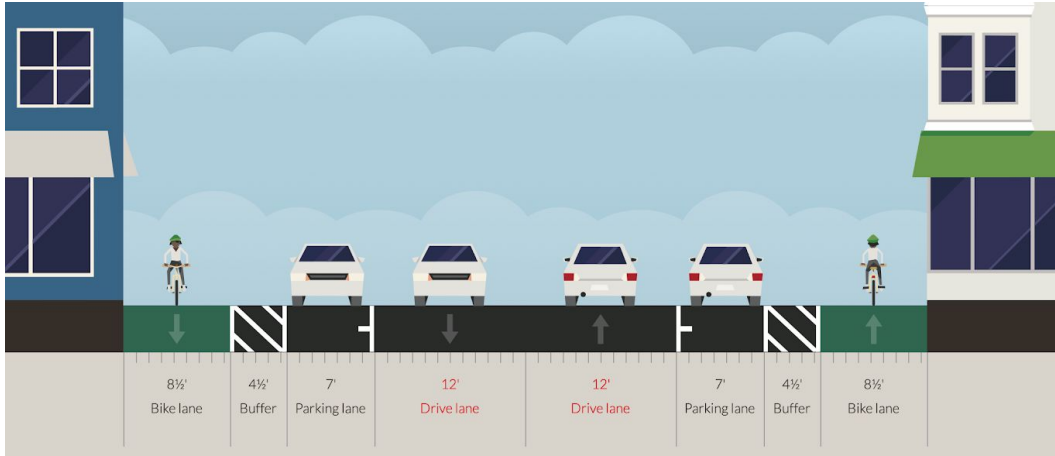 8½' 4½' 7' 12' 12' 7' 4½' 8½'
Bike lane Buffer Parking lane Drive lane Drive lane Parking lane Buffer Bike lane